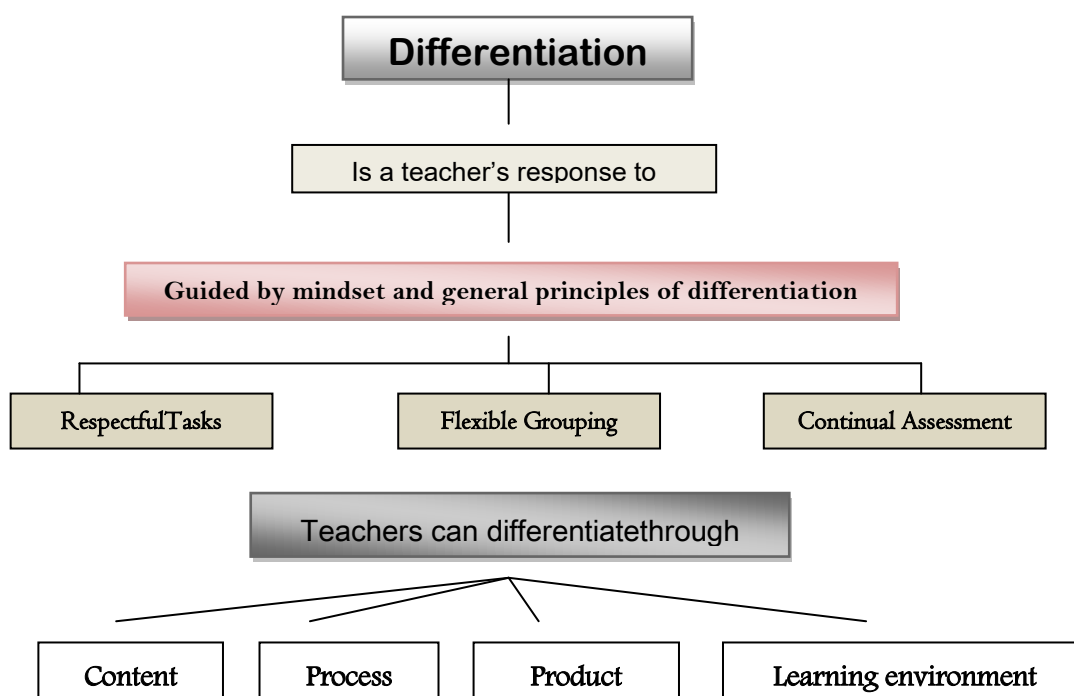 Differentiation
Is a teacher's response to
Guided by mindset and general principles of differentiation
RespectfulTasks
Flexible Grouping
Continual Assessment
Teachers can differentiatethrough
Content
Process
Product
Learning environment